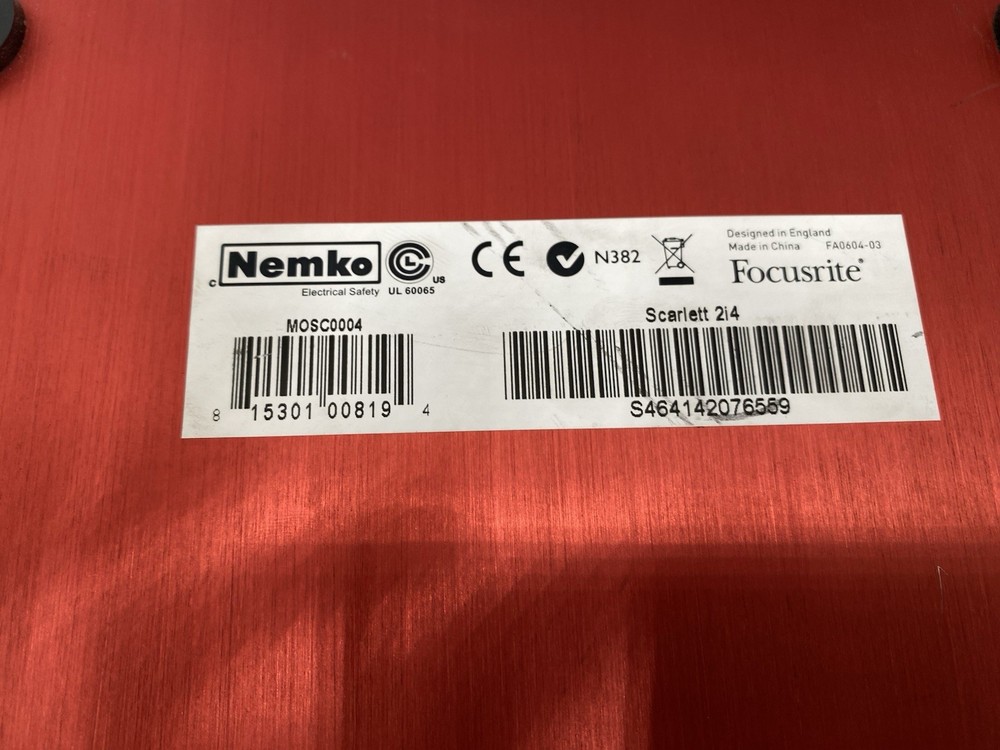 c Nemko CLC US
Electrical Safety UL 60065
CE N382
Designed in England
Made in China FA0604-03
Focusrite®
MOSC0004
8 15301 00819 4
Scarlett 2i4
S464142076559